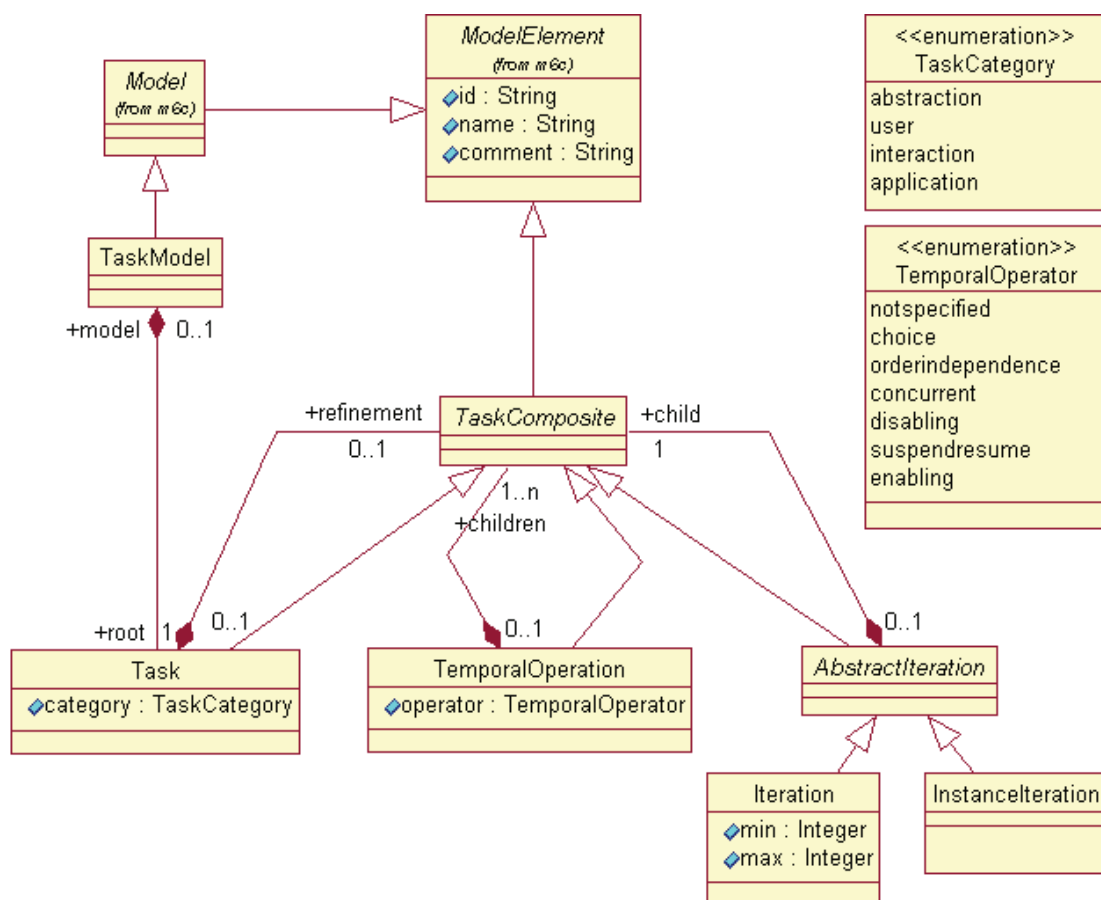 ModelElement
(from m6c)
id : String
name : String
comment : String
Model
(from m6c)
<<enumeration>>
TaskCategory
abstraction
user
interaction
application
TaskModel
+model
0..1
<<enumeration>>
TemporalOperator
notspecified
choice
orderindependence
concurrent
disabling
suspendresume
enabling
+refinement
0..1
TaskComposite
+child
1
1..n
+children
+root
1
0..1
0..1
0..1
Task
category : TaskCategory
TemporalOperation
operator : TemporalOperator
AbstractIteration
Iteration
min : Integer
max : Integer
InstanceIteration